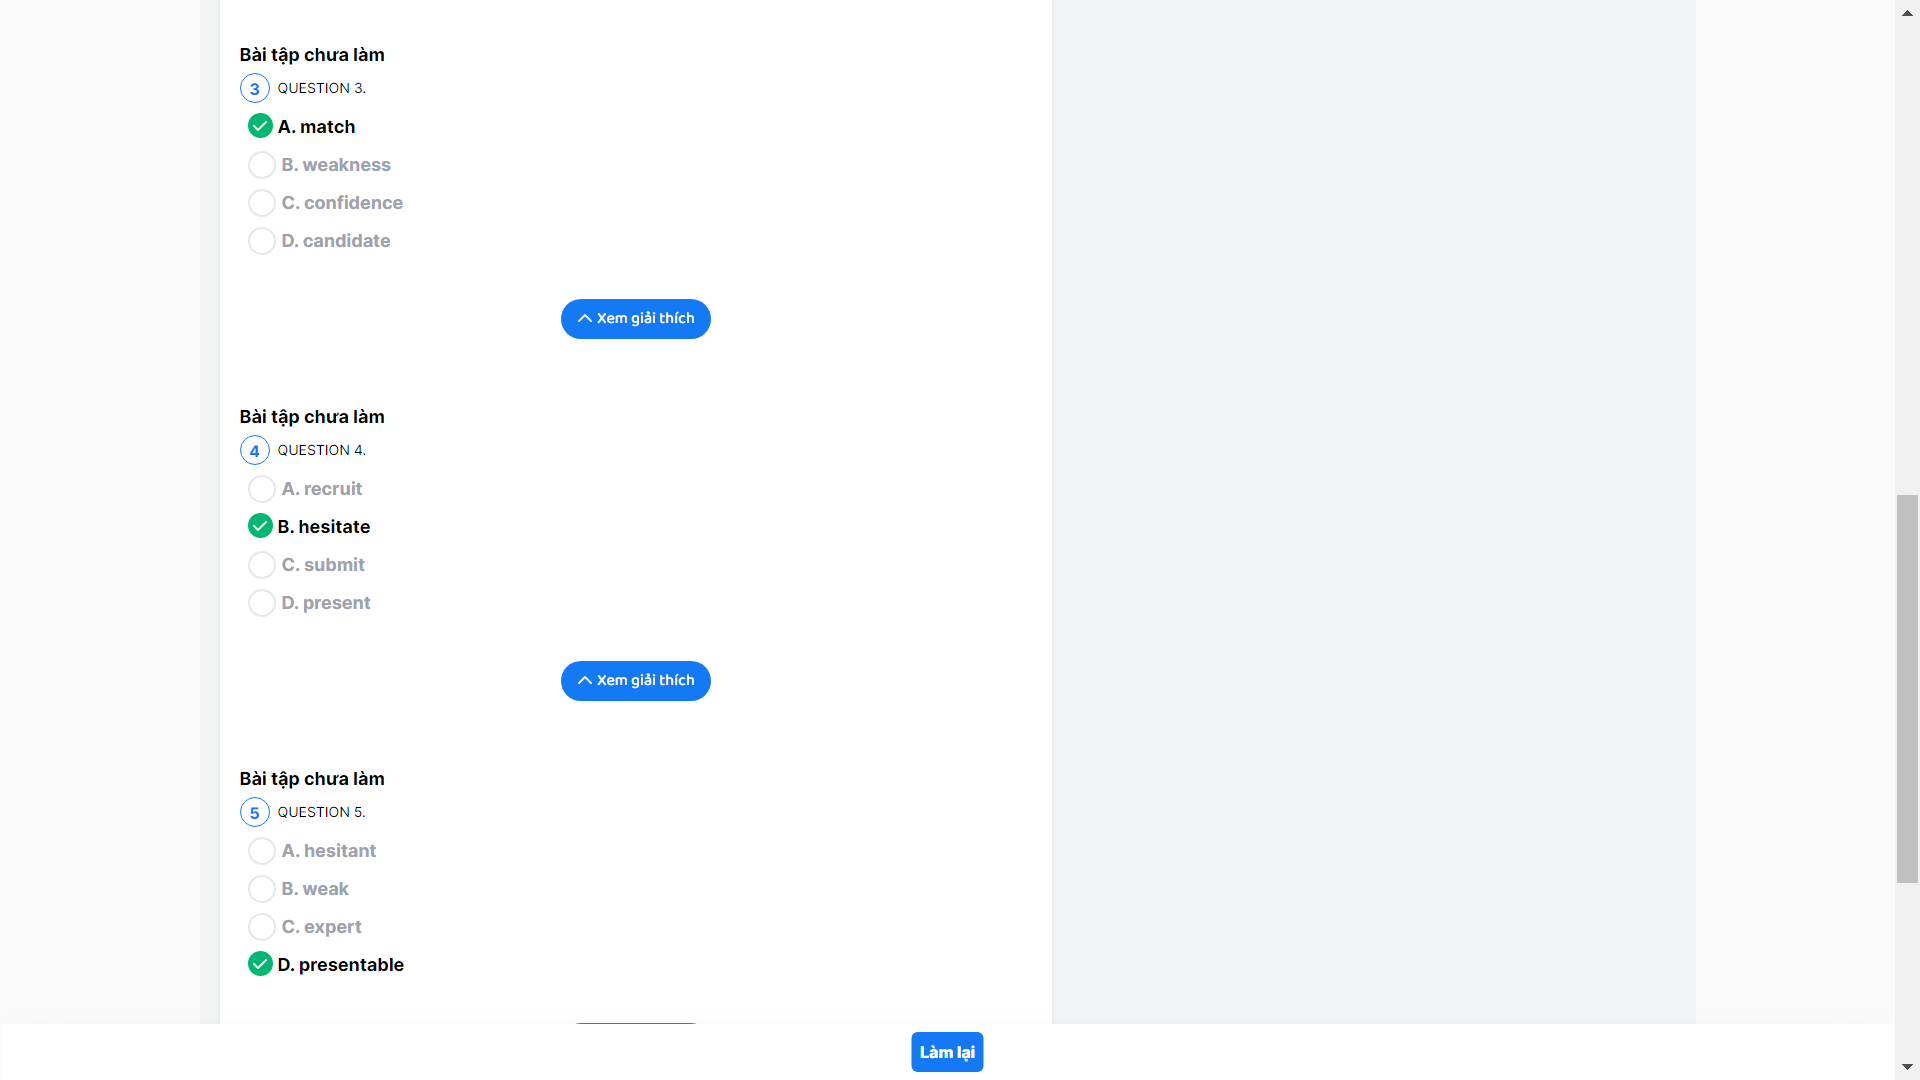 Bài tập chưa làm
3 QUESTION 3.
A. match
B. weakness
C. confidence
D. candidate
Xem giải thích
Bài tập chưa làm
4 QUESTION 4.
A. recruit
B. hesitate
C. submit
D. present
Xem giải thích
Bài tập chưa làm
5 QUESTION 5.
A. hesitant
B. weak
C. expert
D. presentable
Làm lại